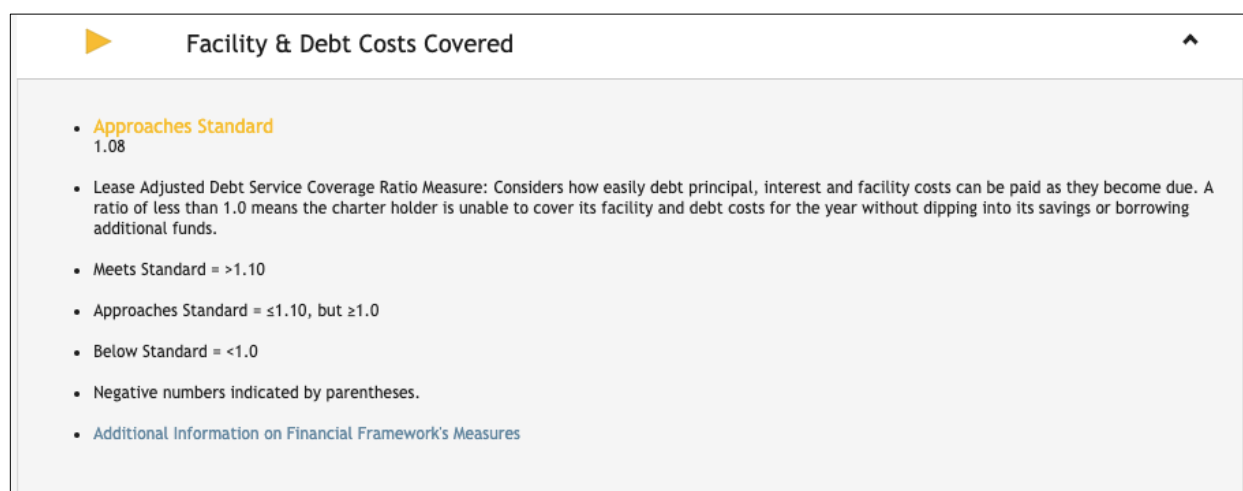 Facility & Debt Costs Covered
• Approaches Standard
1.08
• Lease Adjusted Debt Service Coverage Ratio Measure: Considers how easily debt principal, interest and facility costs can be paid as they become due. A
ratio of less than 1.0 means the charter holder is unable to cover its facility and debt costs for the year without dipping into its savings or borrowing
additional funds.
• Meets Standard = >1.10
• Approaches Standard = ≤1.10, but ≥1.0
• Below Standard = <1.0
• Negative numbers indicated by parentheses.
• Additional Information on Financial Framework's Measures